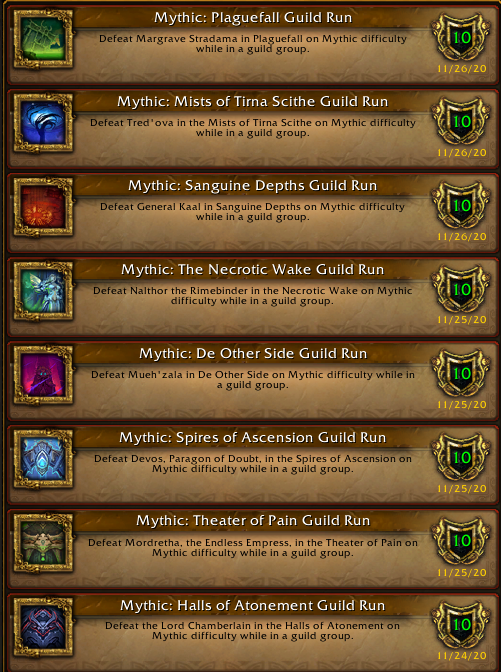 Mythic: Plaguefall Guild Run
Defeat Margrave Stradama in Plaguefall on Mythic difficulty
while in a guild group.
10
11/26/20
Mythic: Mists of Tirna Scithe Guild Run
Defeat Tred'ova in the Mists of Tirna Scithe on Mythic difficulty
while in a guild group.
10
11/26/20
Mythic: Sanguine Depths Guild Run
Defeat General Kaal in Sanguine Depths on Mythic difficulty
while in a guild group.
10
11/26/20
Mythic: The Necrotic Wake Guild Run
Defeat Nalthor the Rimebinder in the Necrotic Wake on Mythic
difficulty while in a guild group.
10
11/25/20
Mythic: De Other Side Guild Run
Defeat Mueh'zala in De Other Side on Mythic difficulty while in
a guild group.
10
11/25/20
Mythic: Spires of Ascension Guild Run
Defeat Devos, Paragon of Doubt, in the Spires of Ascension on
Mythic difficulty while in a guild group.
10
11/25/20
Mythic: Theater of Pain Guild Run
Defeat Mordretha, the Endless Empress, in the Theater of Pain on
Mythic difficulty while in a guild group.
10
11/25/20
Mythic: Halls of Atonement Guild Run
Defeat the Lord Chamberlain in the Halls of Atonement on
Mythic difficulty while in a guild group.
10
11/24/20